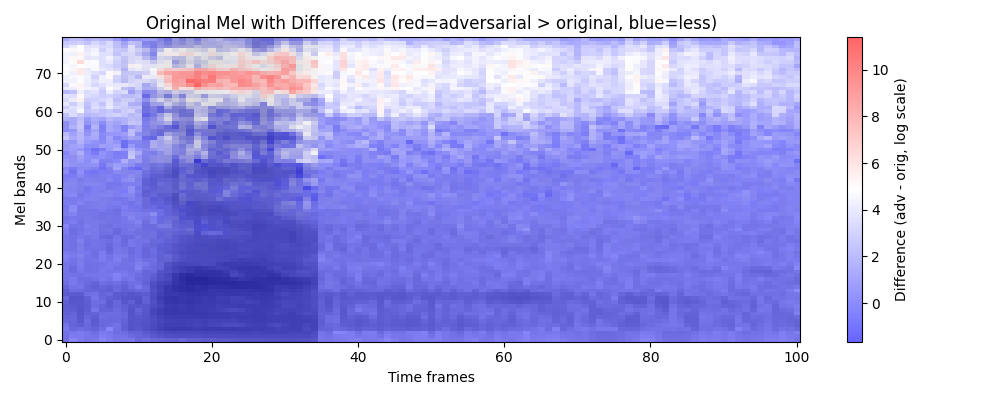 Original Mel with Differences (red=adversarial > original, blue=less)
Mel bands
70
60
50
40
30
20
10
0
0 20 40 60 80 100
Time frames
10
8
6
4
2
0
Difference (adv - orig, log scale)